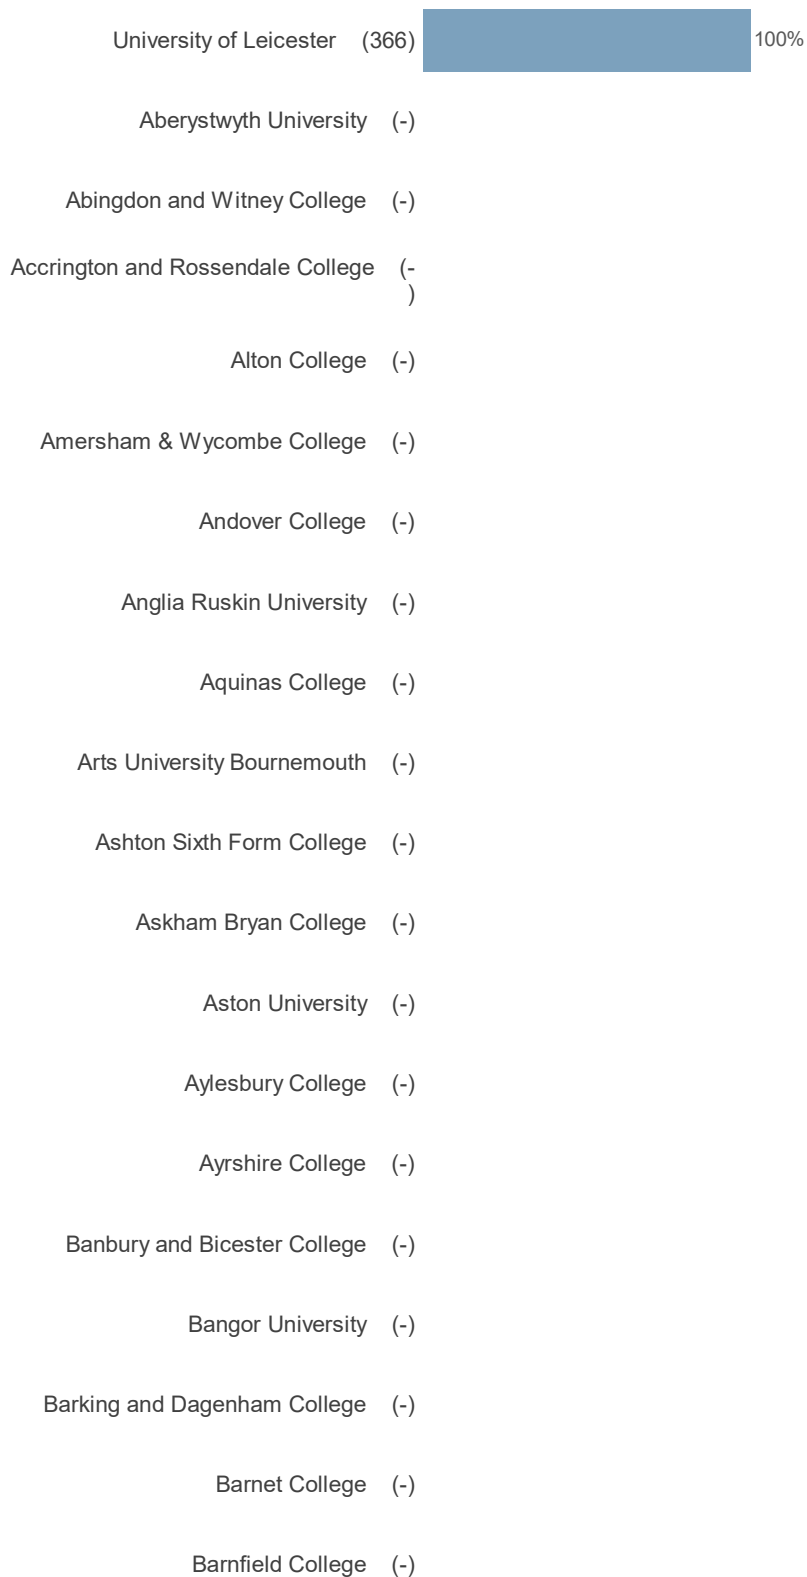 University of Leicester (366) 100%
Aberystwyth University (-)
Abingdon and Witney College (-)
Accrington and Rossendale College (-
)
Alton College (-)
Amersham & Wycombe College (-)
Andover College (-)
Anglia Ruskin University (-)
Aquinas College (-)
Arts University Bournemouth (-)
Ashton Sixth Form College (-)
Askham Bryan College (-)
Aston University (-)
Aylesbury College (-)
Ayrshire College (-)
Banbury and Bicester College (-)
Bangor University (-)
Barking and Dagenham College (-)
Barnet College (-)
Barnfield College (-)